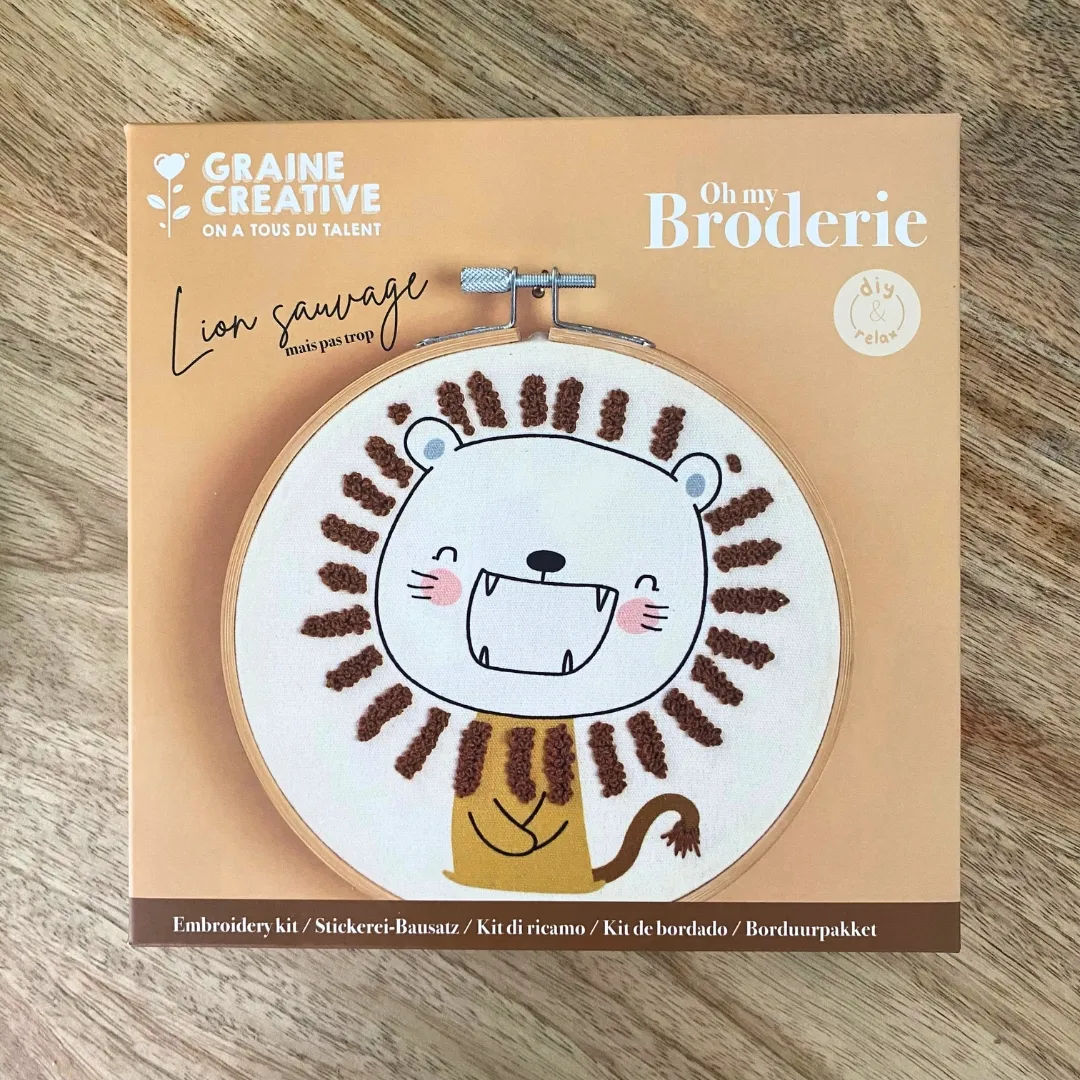 GRAINE
CREATIVE
ON A TOUS DU TALENT
Oh my
Broderie
diy
&
relax
Lion sauvage
mais pas trop
Embroidery kit / Stickerei-Bausatz / Kit di ricamo / Kit de bordado / Borduurpakket